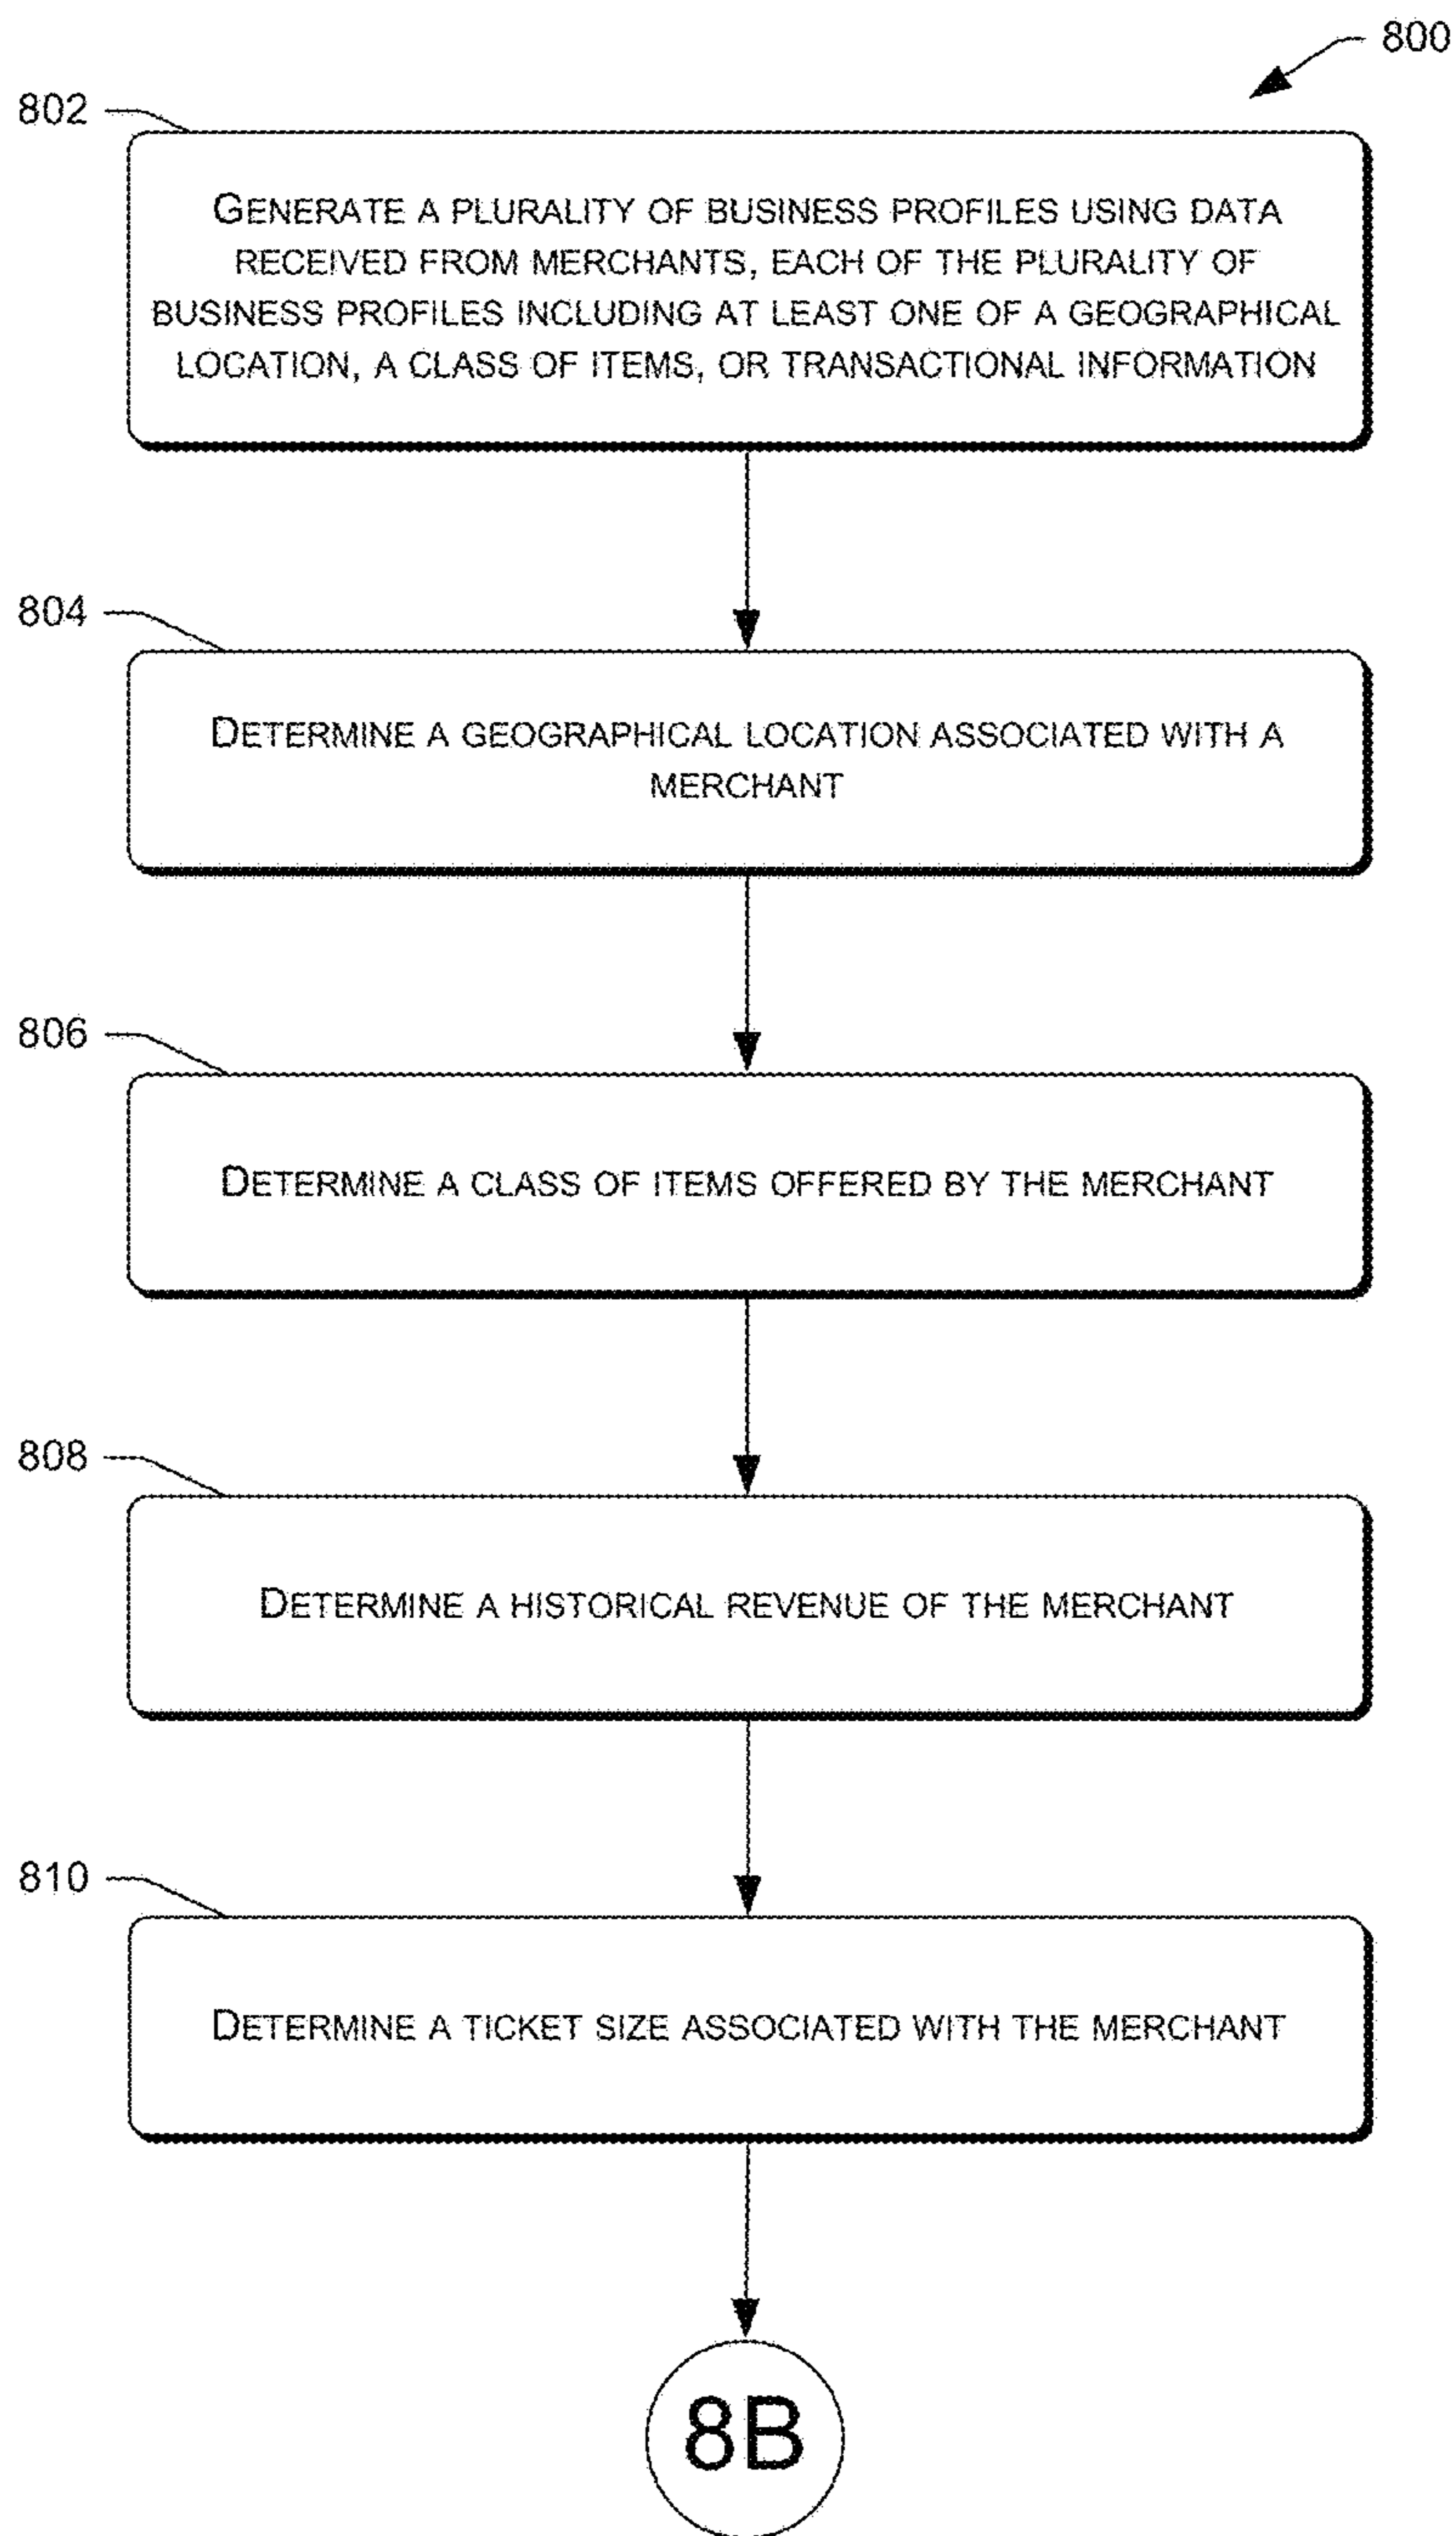 800
802
GENERATE A PLURALITY OF BUSINESS PROFILES USING DATA
RECEIVED FROM MERCHANTS, EACH OF THE PLURALITY OF
BUSINESS PROFILES INCLUDING AT LEAST ONE OF A GEOGRAPHICAL
LOCATION, A CLASS OF ITEMS, OR TRANSACTIONAL INFORMATION
804
DETERMINE A GEOGRAPHICAL LOCATION ASSOCIATED WITH A
MERCHANT
806
DETERMINE A CLASS OF ITEMS OFFERED BY THE MERCHANT
808
DETERMINE A HISTORICAL REVENUE OF THE MERCHANT
810
DETERMINE A TICKET SIZE ASSOCIATED WITH THE MERCHANT
8B